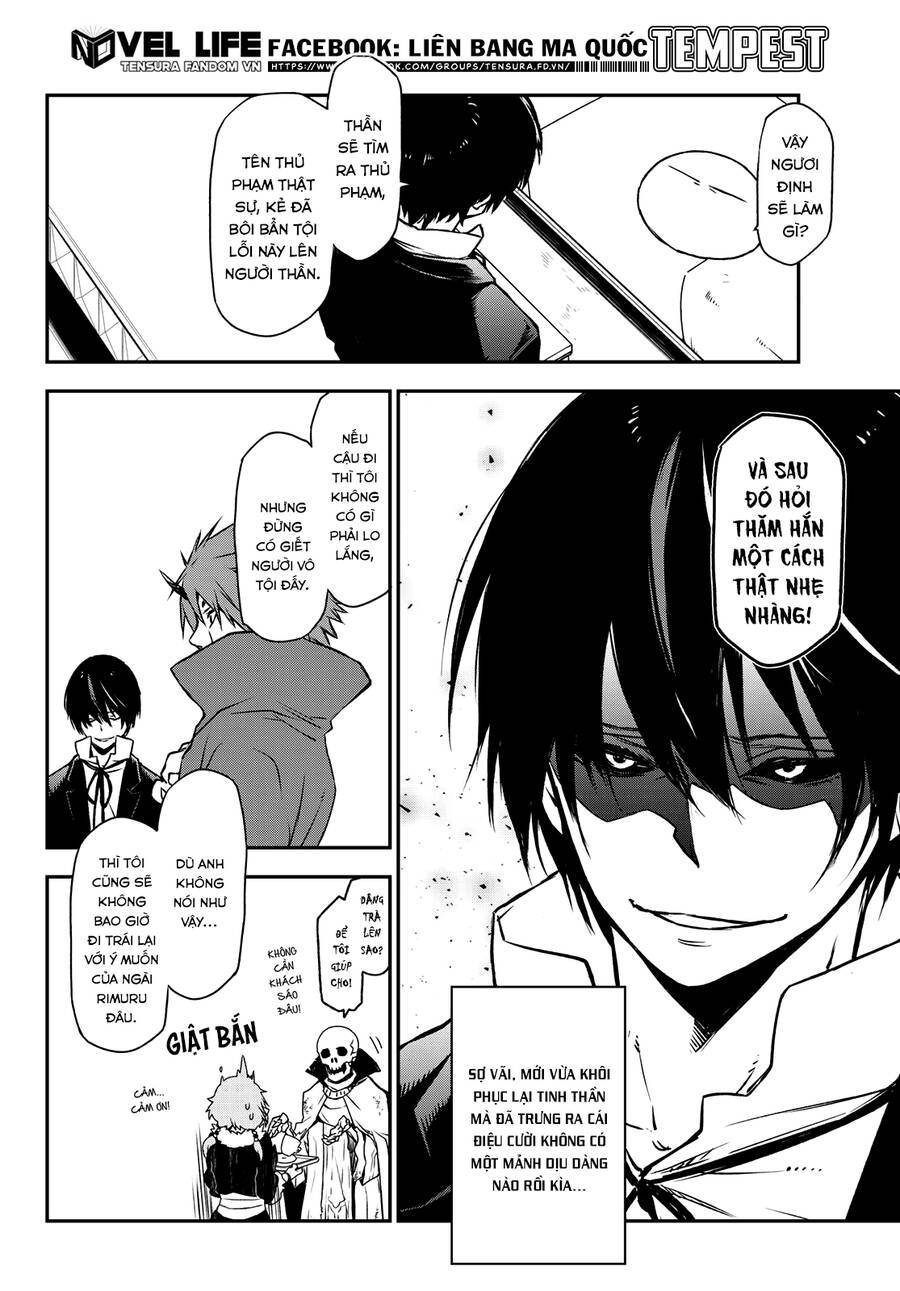 NOVEL LIFE
TENSURA FANDOM VN
FACEBOOK: LIÊN BANG MA QUỐC
TEMPEST
VẬY
NGƯƠI
ĐỊNH
SẼ LÀM
GÌ?
THẦN
SẼ TÌM
RA THỦ
PHẠM,
TÊN THỦ
PHẠM THẬT
SỰ, KẺ ĐÃ
BÔI BẨN TỘI
LỖI NÀY LÊN
NGƯỜI THẦN.
VÀ SAU
ĐÓ HỎI
THĂM HẮN
MỘT CÁCH
THẬT NHẸ
NHÀNG!
SỢ VÃI, MỚI VỪA KHÔI
PHỤC LẠI TINH THẦN
MÀ ĐÃ TRƯNG RA CÁI
ĐIỆU CƯỜI KHÔNG CÓ
MỘT MẢNH DỊU DÀNG
NÀO RỒI KÌA...
NẾU
CẬU ĐI
THÌ TÔI
KHÔNG
CÓ GÌ
PHẢI LO
LẮNG,
NHƯNG
ĐỪNG
CÓ GIẾT
NGƯỜI VÔ
TỘI ĐẤY.
DÙ ANH
KHÔNG
NÓI NHƯ
VẬY...
THÌ TÔI
CŨNG SẼ
KHÔNG
BAO GIỜ
ĐI TRÁI LẠI
VỚI Ý MUỐN
CỦA NGÀI
RIMURU
ĐÂU.
DÂNG
TRÀ
LÊN
SAO?
ĐỂ
TÔI
GIÚP
CHO!
KHÔNG
CẦN
KHÁCH
SÁO
ĐÂU!
GIẬT BẮN
CẢM...
CẢM ƠN!